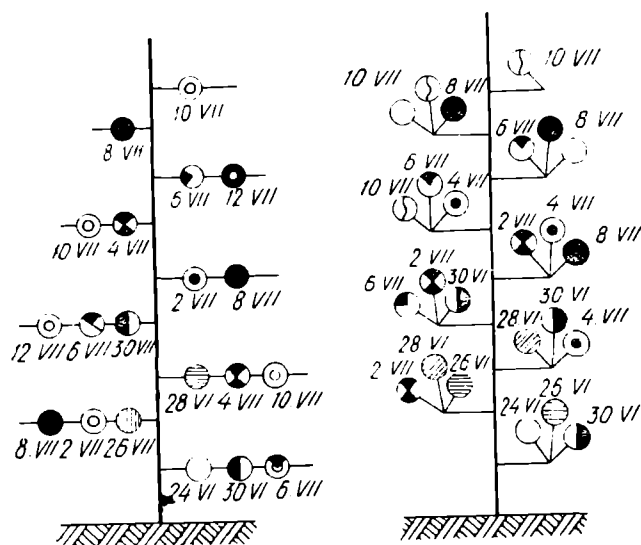 10 VII
8 VII
6 VII 12 VII
10 VII 4 VII
2 VII 8 VII
12 VII 6 VII 30 VII
28 VI 4 VII 10 VII
8. VII 2 VII 26 VII
24 VI 30 VI 6. VII
10 VII
10 VII 8 VII
6 VII 8 VII
6 VII
10 VII 4 VII
4 VII
2 VII 8 VII
2 VII
6 VII 30 VI
30 VI
28 VI 4 VII
28 VI
2 VII 26 VI
26 VI
24 VI 30 VI